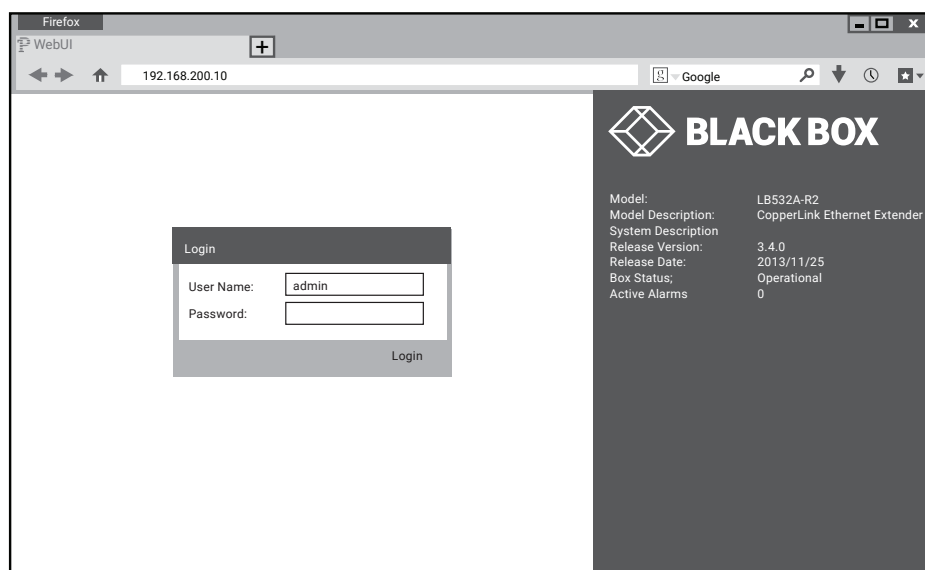 Firefox
WebUI
192.168.200.10
g Google
BLACK BOX
Model: LB532A-R2
Model Description: CopperLink Ethernet Extender
System Description
Release Version: 3.4.0
Release Date: 2013/11/25
Box Status; Operational
Active Alarms 0
Login
User Name: admin
Password:
Login